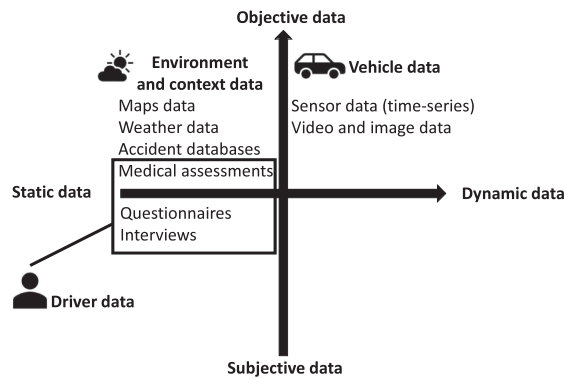 Objective data
Environment
and context data
Maps data
Weather data
Accident databases
Medical assessments
Vehicle data
Sensor data (time-series)
Video and image data
Static data
Dynamic data
Questionnaires
Interviews
Driver data
Subjective data